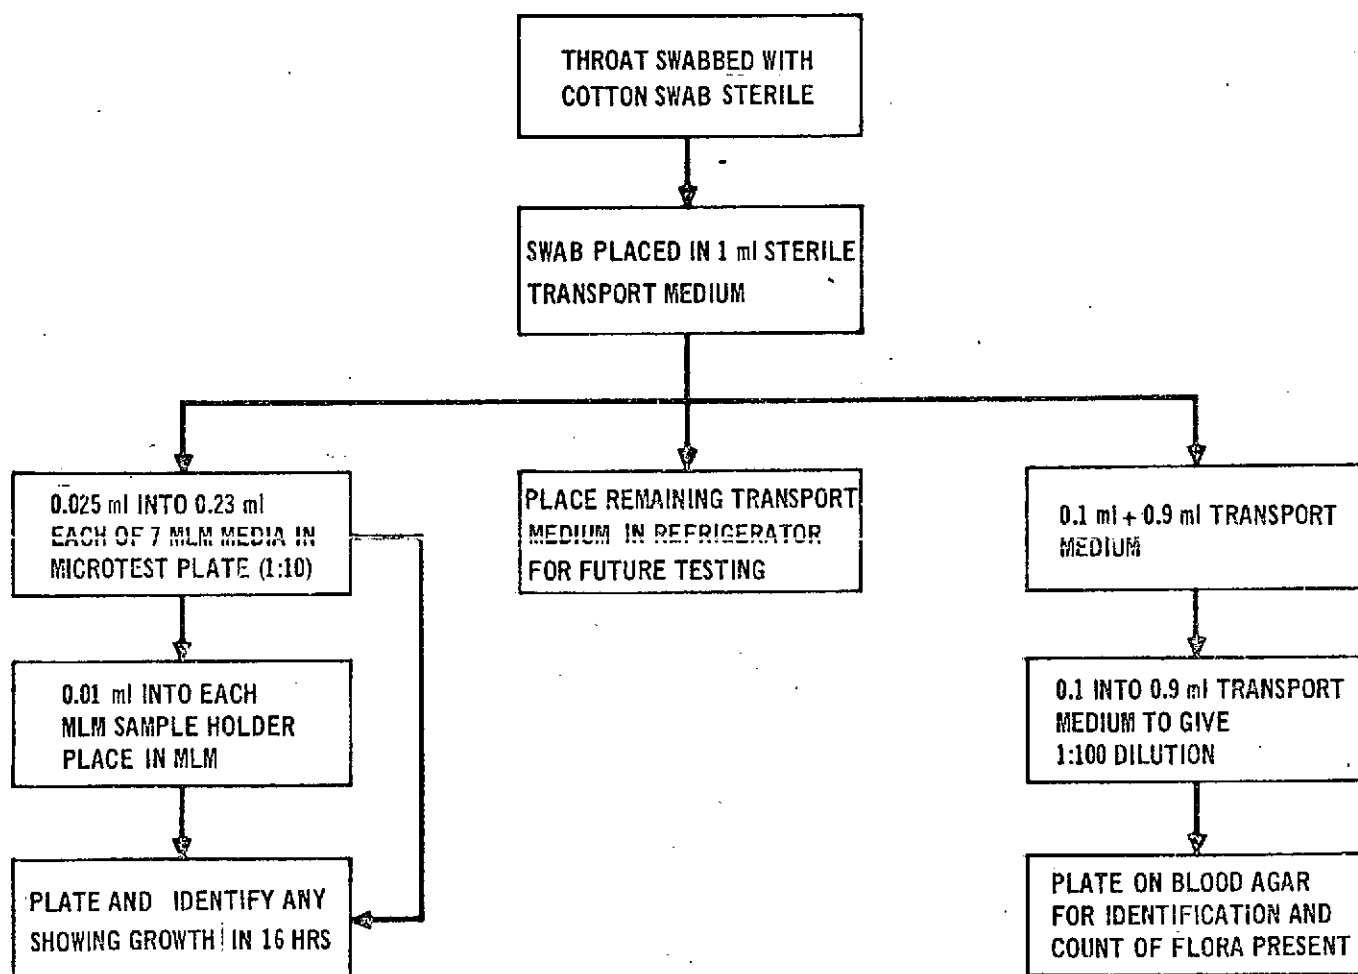 THROAT SWABBED WITH
COTTON SWAB STERILE
SWAB PLACED IN 1 ml STERILE
TRANSPORT MEDIUM
0.025 ml INTO 0.23 ml
EACH OF 7 MLM MEDIA IN
MICROTEST PLATE (1:10)
PLACE REMAINING TRANSPORT
MEDIUM IN REFRIGERATOR
FOR FUTURE TESTING
0.1 ml + 0.9 ml TRANSPORT
MEDIUM
0.01 ml INTO EACH
MLM SAMPLE HOLDER
PLACE IN MLM
0.1 INTO 0.9 ml TRANSPORT
MEDIUM TO GIVE
1:100 DILUTION
PLATE AND IDENTIFY ANY
SHOWING GROWTH IN 16 HRS
PLATE ON BLOOD AGAR
FOR IDENTIFICATION AND
COUNT OF FLORA PRESENT